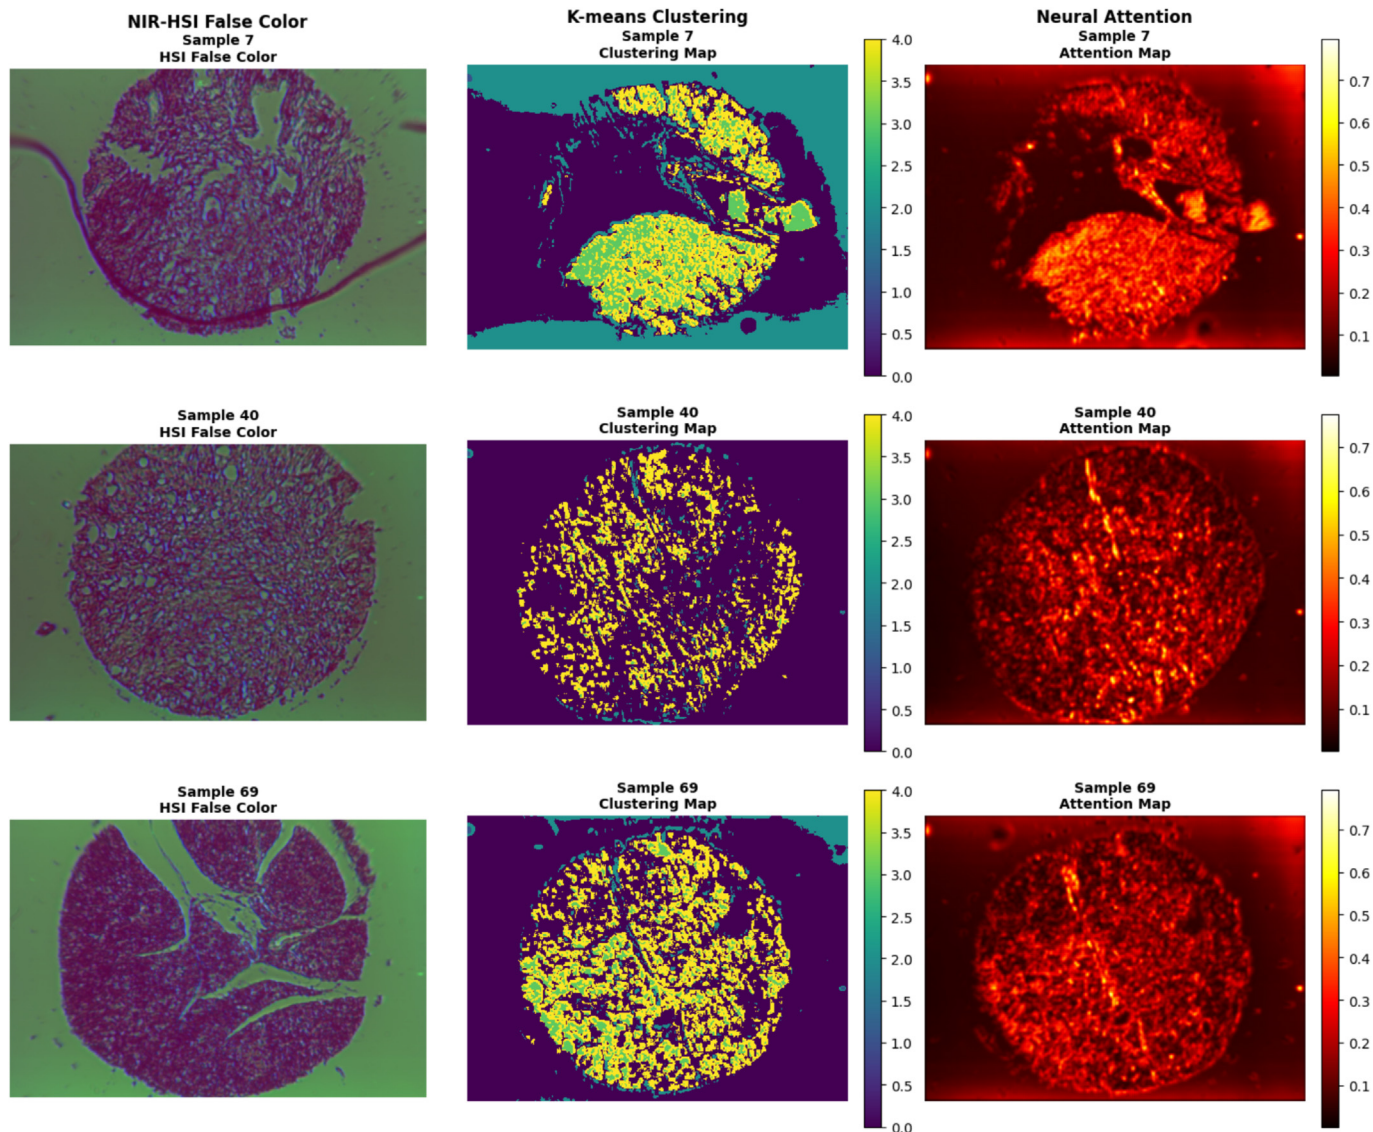 NIR-HSI False Color
Sample 7
HSI False Color
K-means Clustering
Sample 7
Clustering Map
4.0
3.5
3.0
2.5
2.0
1.5
1.0
0.5
0.0
Neural Attention
Sample 7
Attention Map
0.7
0.6
0.5
0.4
0.3
0.2
0.1
Sample 40
HSI False Color
Sample 40
Clustering Map
4.0
3.5
3.0
2.5
2.0
1.5
1.0
0.5
0.0
Sample 40
Attention Map
0.7
0.6
0.5
0.4
0.3
0.2
0.1
Sample 69
HSI False Color
Sample 69
Clustering Map
4.0
3.5
3.0
2.5
2.0
1.5
1.0
0.5
0.0
Sample 69
Attention Map
0.7
0.6
0.5
0.4
0.3
0.2
0.1